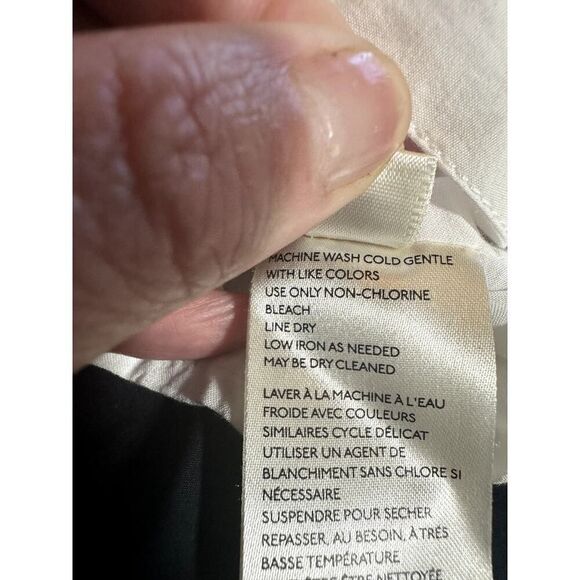 MACHINE WASH COLD GENTLE
WITH LIKE COLORS
USE ONLY NON-CHLORINE
BLEACH
LINE DRY
LOW IRON AS NEEDED
MAY BE DRY CLEANED
LAVER À LA MACHINE À L'EAU
FROIDE AVEC COULEURS
SIMILAIRES CYCLE DÉLICAT
UTILISER UN AGENT DE
BLANCHIMENT SANS CHLORE SI
NÉCESSAIRE
SUSPENDRE POUR SECHER
REPASSER, AU BESOIN, À TRÈS
BASSE TEMPÉRATURE
ÊTRE NETTOYÉE